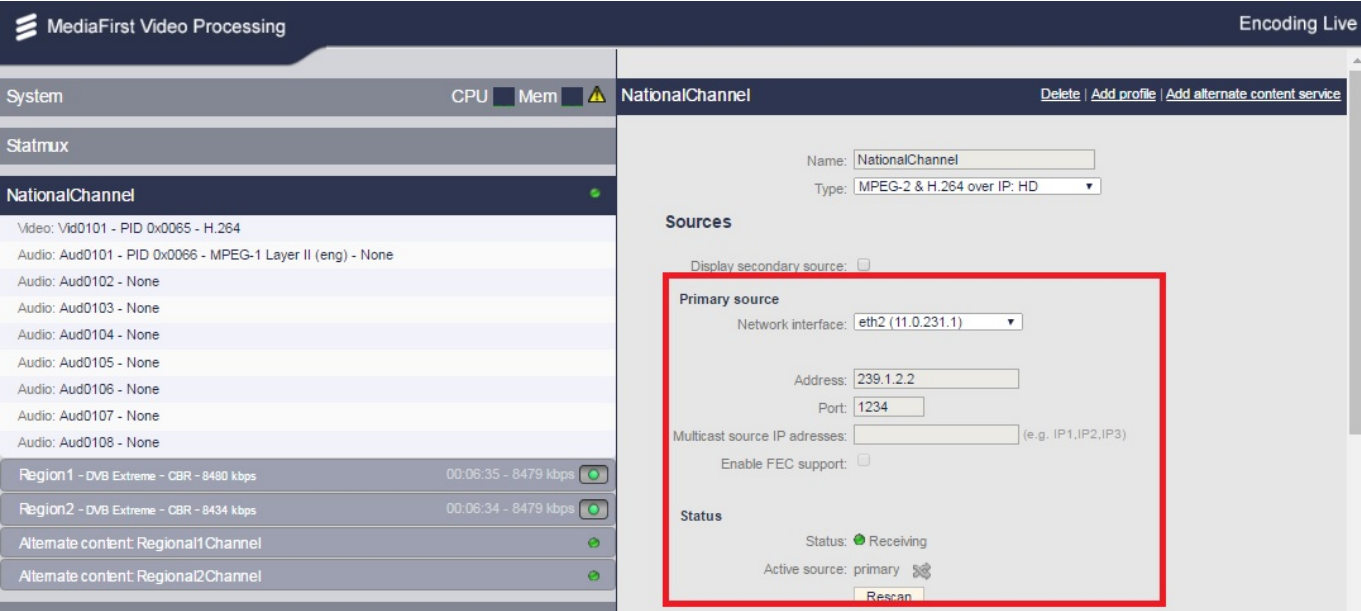 MediaFirst Video Processing
Encoding Live
System CPU Mem
Statmux
NationalChannel
Video: Vid0101 - PID 0x0065 - H.264
Audio: Aud0101 - PID 0x0066 - MPEG-1 Layer II (eng) - None
Audio: Aud0102 - None
Audio: Aud0103 - None
Audio: Aud0104 - None
Audio: Aud0105 - None
Audio: Aud0106 - None
Audio: Aud0107 - None
Audio: Aud0108 - None
Region1 - DVB Extreme - CBR - 8480 kbps 00:06:35 - 8479 kbps
Region2 - DVB Extreme - CBR - 8434 kbps 00:06:34 - 8479 kbps
Alternate content: Regional1Channel
Alternate content: Regional2Channel
NationalChannel Delete | Add profile | Add alternate content service
Name: NationalChannel
Type: MPEG-2 & H.264 over IP: HD
Sources
Display secondary source:
Primary source
Network interface: eth2 (11.0.231.1)
Address: 239.1.2.2
Port: 1234
Multicast source IP adresses: (e.g. IP1,IP2,IP3)
Enable FEC support:
Status
Status: Receiving
Active source: primary
Rescan